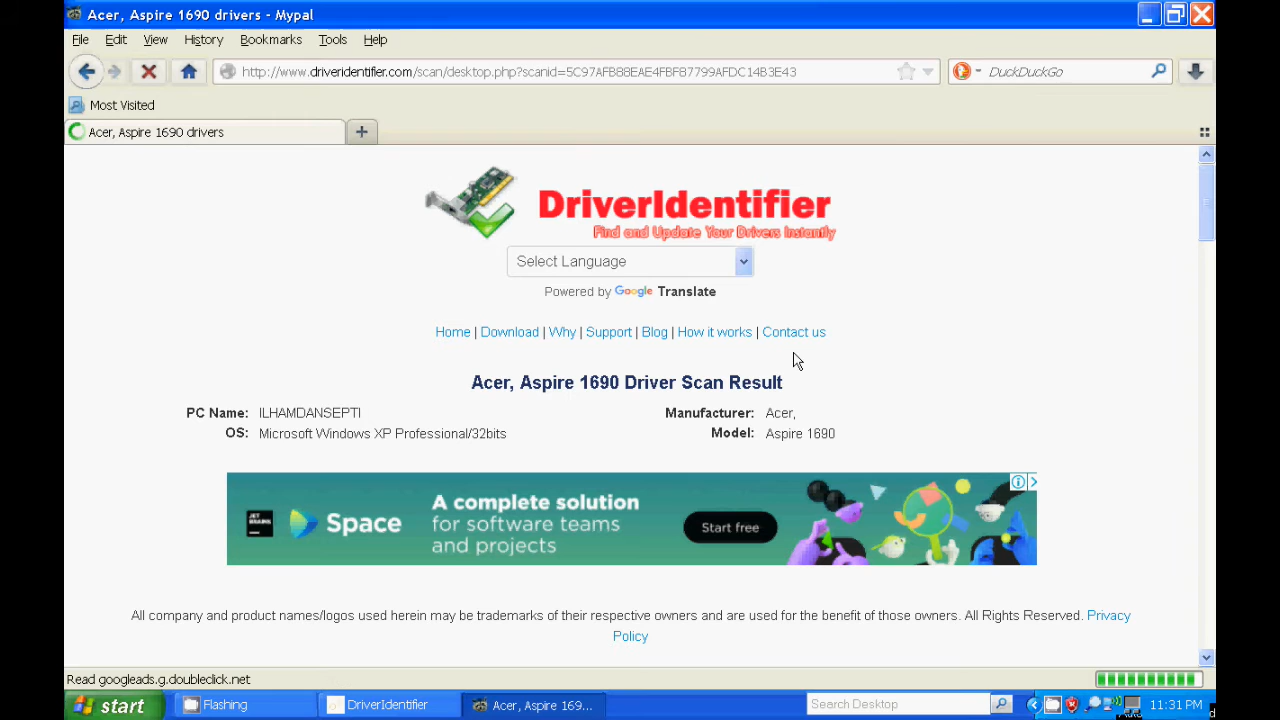 Acer, Aspire 1690 drivers - Mypal
File Edit View History Bookmarks Tools Help
http://www.driveridentifier.com/scan/desktop.php?scanid=5C97AFB88EAE4FBF87799AFDC14B3E43
DuckDuckGo
Most Visited
Acer, Aspire 1690 drivers
DriverIdentifier
Find and Update Your Drivers Instantly
Select Language
Powered by Google Translate
Home | Download | Why | Support | Blog | How it works | Contact us
Acer, Aspire 1690 Driver Scan Result
PC Name: ILHAMDANSEPTI Manufacturer: Acer,
OS: Microsoft Windows XP Professional/32bits Model: Aspire 1690
JET BRAINS
Space
A complete solution
for software teams
and projects
Start free
All company and product names/logos used herein may be trademarks of their respective owners and are used for the benefit of those owners. All Rights Reserved. Privacy
Policy
Read googleads.g.doubleclick.net
start Flashing DriverIdentifier Acer, Aspire 169... Search Desktop 11:31 PM